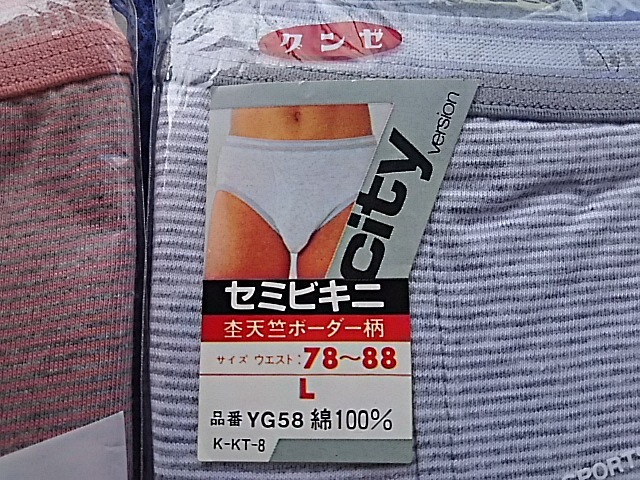 グンゼ
city version
セミビキニ
杢天竺ボーダー柄
サイズ ウエスト:78〜88
L
品番 YG58 綿100%
K-KT-8
SPORTS